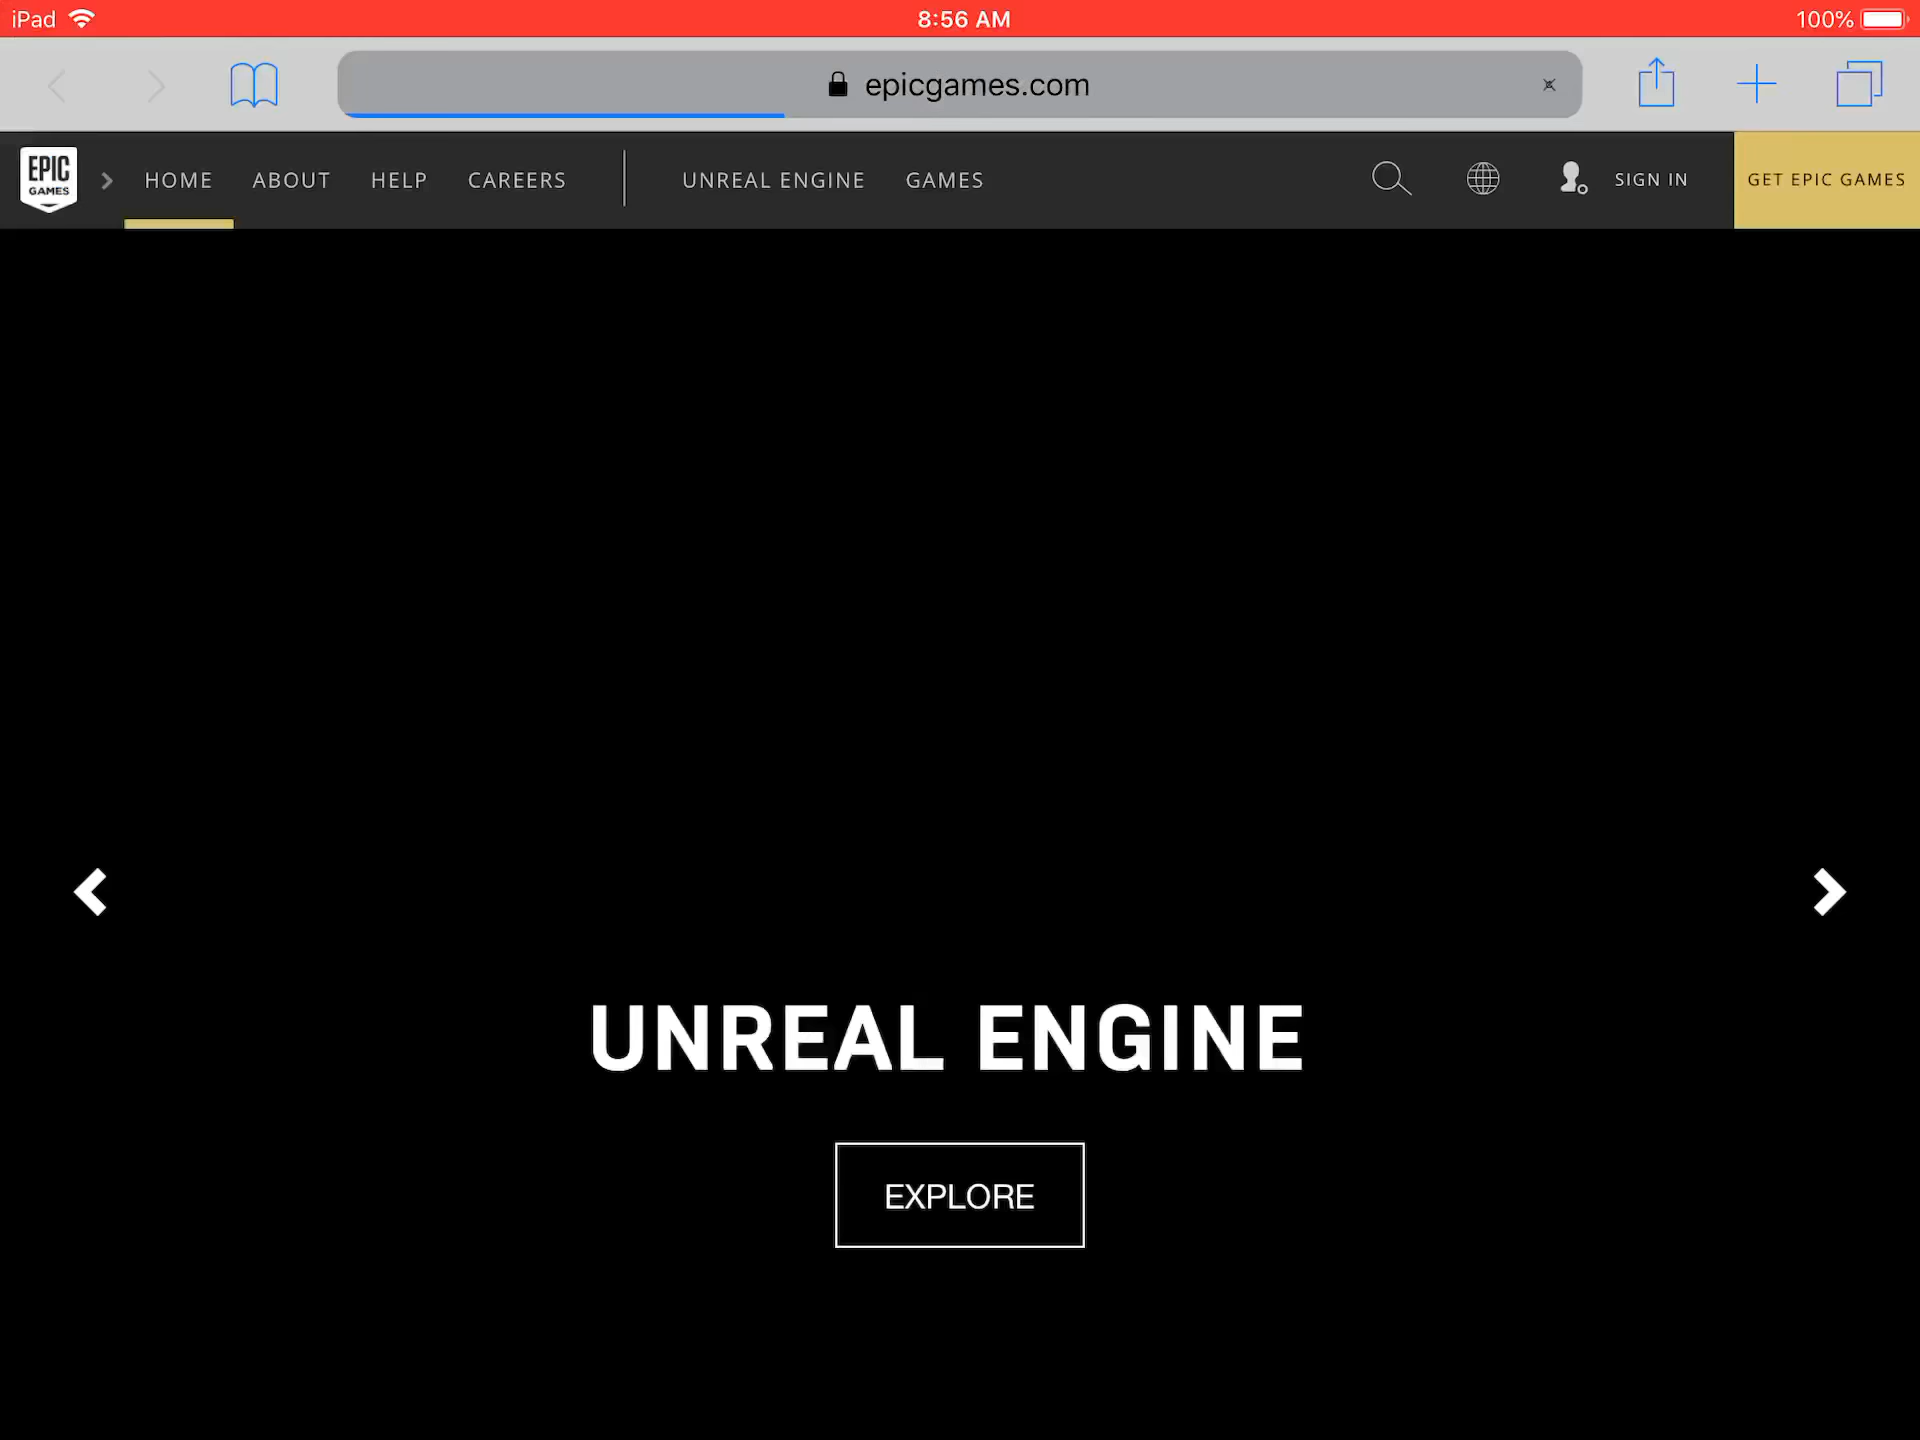 iPad 8:56 AM 100%
epicgames.com
EPIC GAMES HOME ABOUT HELP CAREERS UNREAL ENGINE GAMES SIGN IN GET EPIC GAMES
UNREAL ENGINE
EXPLORE